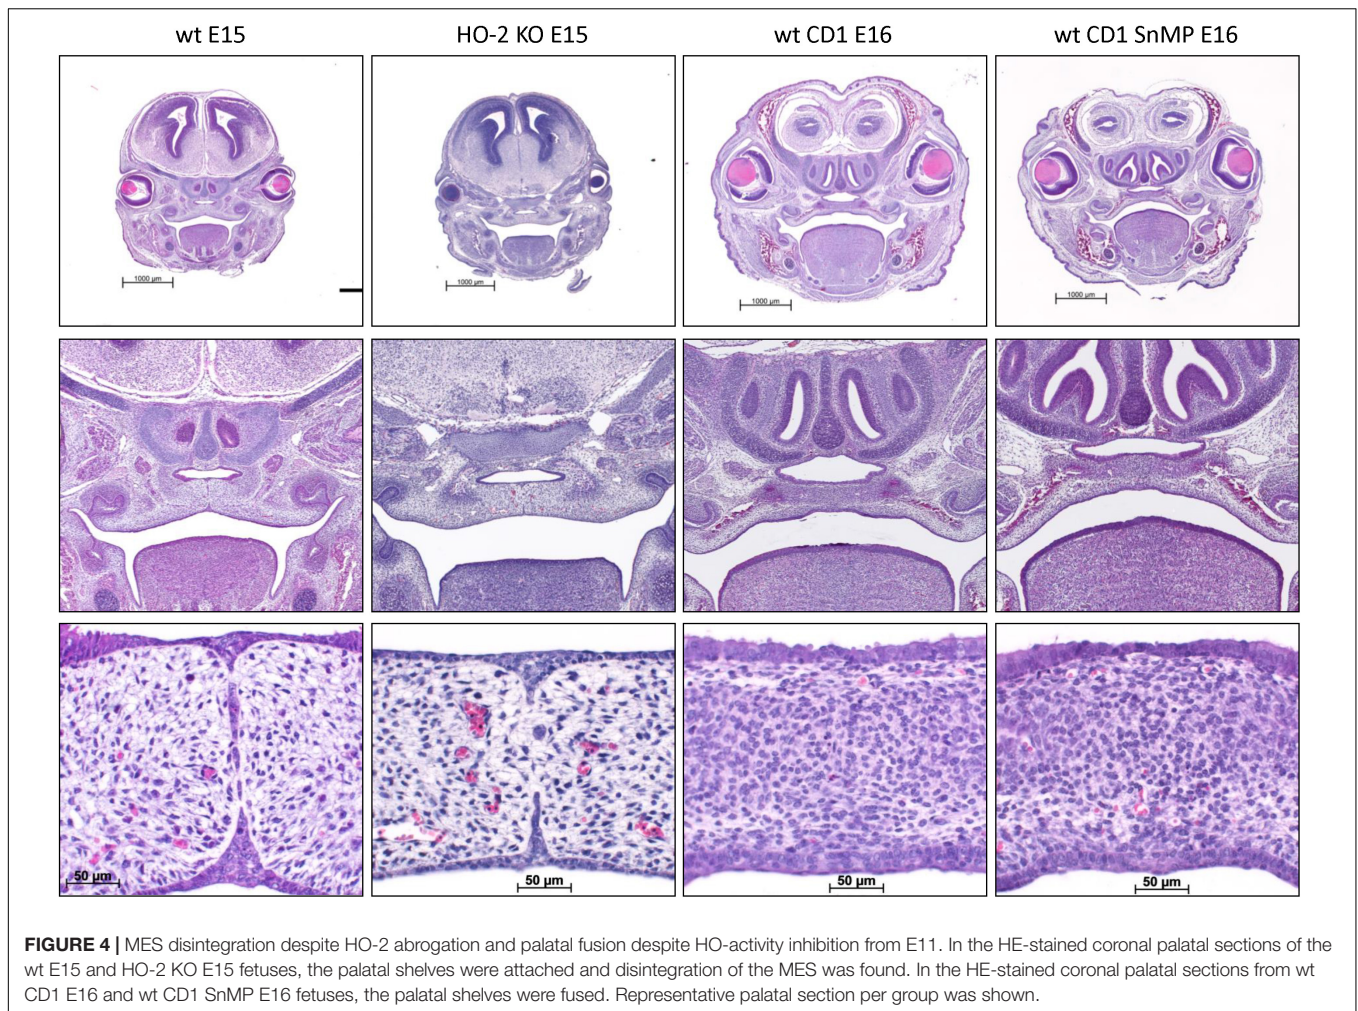 wt E15 HO-2 KO E15 wt CD1 E16 wt CD1 SnMP E16
1000 µm 1000 µm 1000 µm 1000 µm
50 µm 50 µm 50 µm 50 µm
FIGURE 4 | MES disintegration despite HO-2 abrogation and palatal fusion despite HO-activity inhibition from E11. In the HE-stained coronal palatal sections of the
wt E15 and HO-2 KO E15 fetuses, the palatal shelves were attached and disintegration of the MES was found. In the HE-stained coronal palatal sections from wt
CD1 E16 and wt CD1 SnMP E16 fetuses, the palatal shelves were fused. Representative palatal section per group was shown.